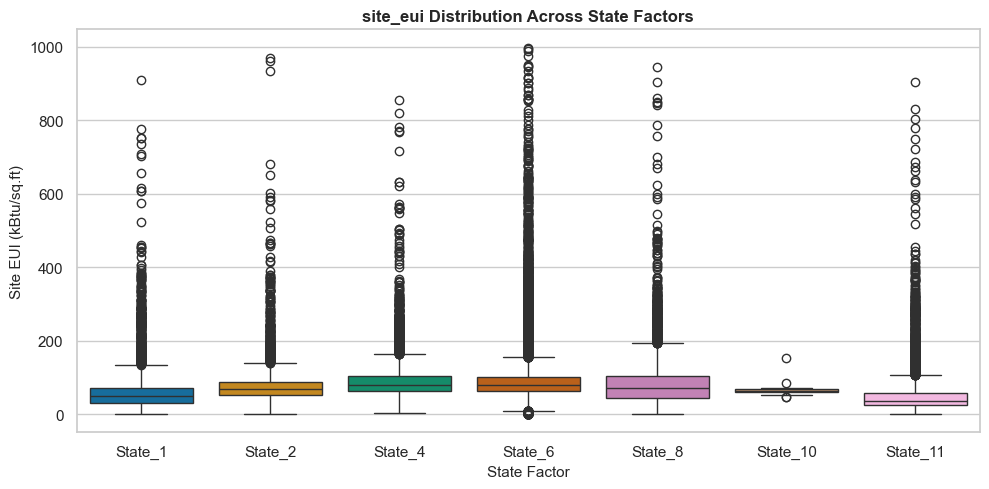 site_eui Distribution Across State Factors
1000
800
600
400
200
0
Site EUI (kBtu/sq.ft)
State_1 State_2 State_4 State_6 State_8 State_10 State_11
State Factor